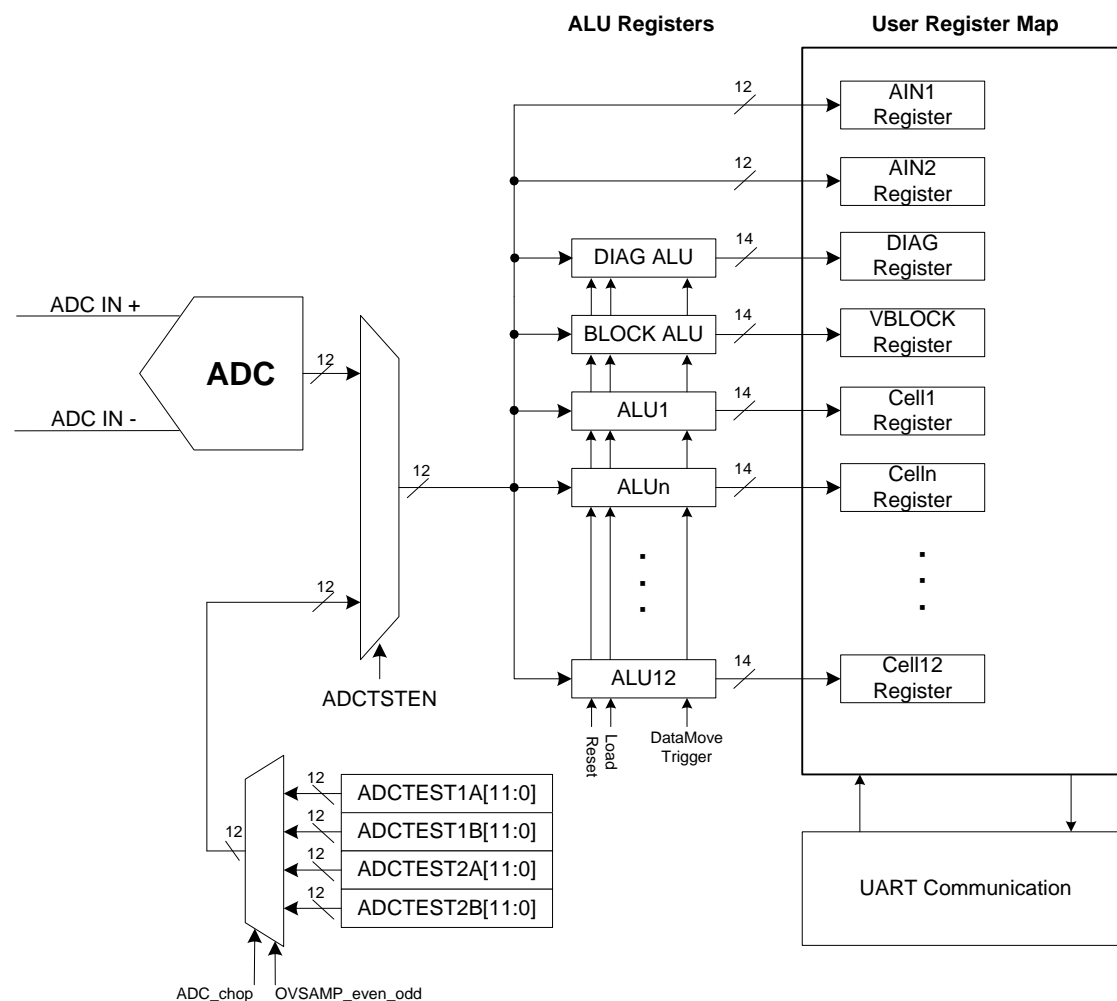 ALU Registers
User Register Map
12
AIN1
Register
12
AIN2
Register
DIAG ALU
14
DIAG
Register
ADC IN +
BLOCK ALU
14
VBLOCK
Register
ADC
12
ADC IN -
ALU1
14
Cell1
Register
12
ALUn
14
Celln
Register
.
.
.
.
.
.
12
ADCTSTEN
ALU12
14
Cell12
Register
Reset
Load
DataMove
Trigger
12
ADCTEST1A[11:0]
12
ADCTEST1B[11:0]
12
12
ADCTEST2A[11:0]
12
ADCTEST2B[11:0]
UART Communication
ADC_chop
OVSAMP_even_odd